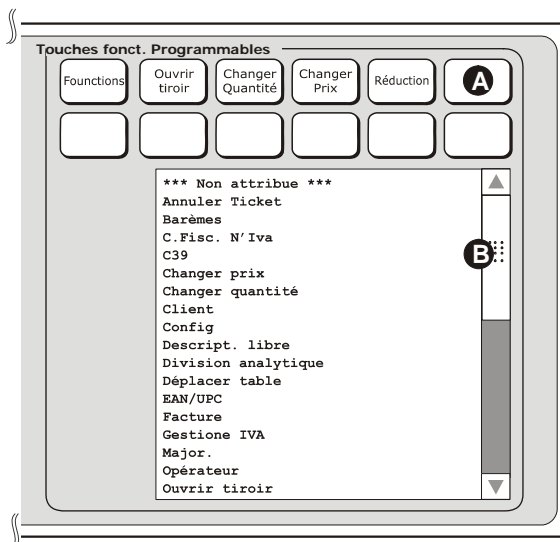 Touches fonct. Programmables
Founctions
Ouvrir
tiroir
Changer
Quantité
Changer
Prix
Réduction
A
*** Non attribue ***
Annuler Ticket
Barèmes
C.Fisc. N'Iva
C39
Changer prix
Changer quantité
Client
Config
Descript. libre
Division analytique
Déplacer table
EAN/UPC
Facture
Gestione IVA
Major.
Opérateur
Ouvrir tiroir
B